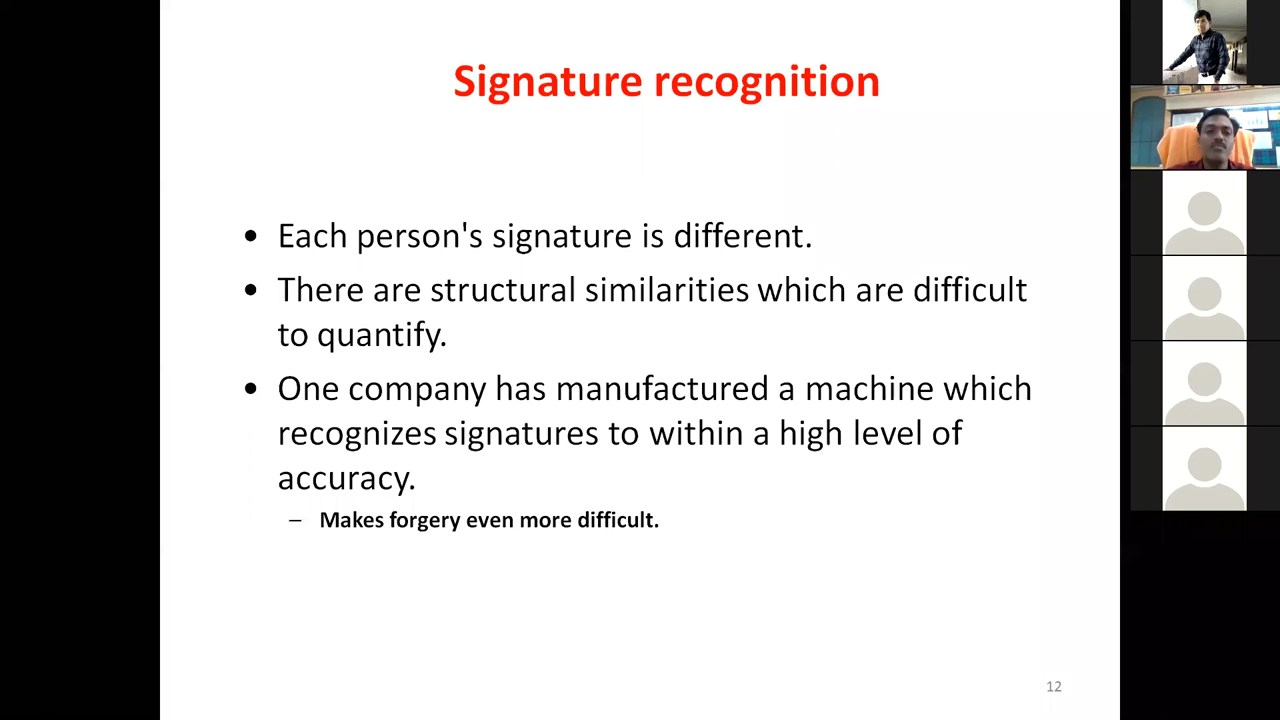 Signature recognition
• Each person's signature is different.
• There are structural similarities which are difficult
to quantify.
• One company has manufactured a machine which
recognizes signatures to within a high level of
accuracy.
– Makes forgery even more difficult.
12